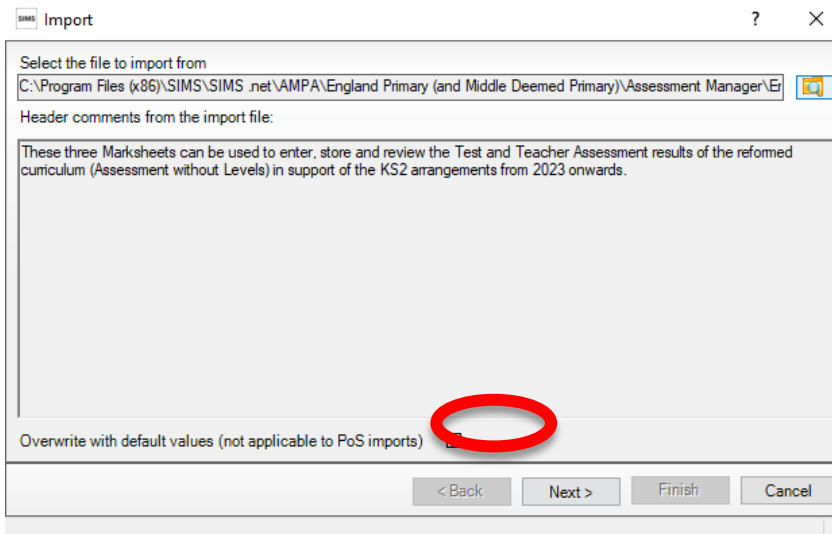 SIMS Import ? ×
Select the file to import from
C:\Program Files (x86)\SIMS\SIMS .net\AMPA\England Primary (and Middle Deemed Primary)\Assessment Manager\Er
Header comments from the import file:
These three Marksheets can be used to enter, store and review the Test and Teacher Assessment results of the reformed
curriculum (Assessment without Levels) in support of the KS2 arrangements from 2023 onwards.
Overwrite with default values (not applicable to PoS imports)
< Back Next > Finish Cancel